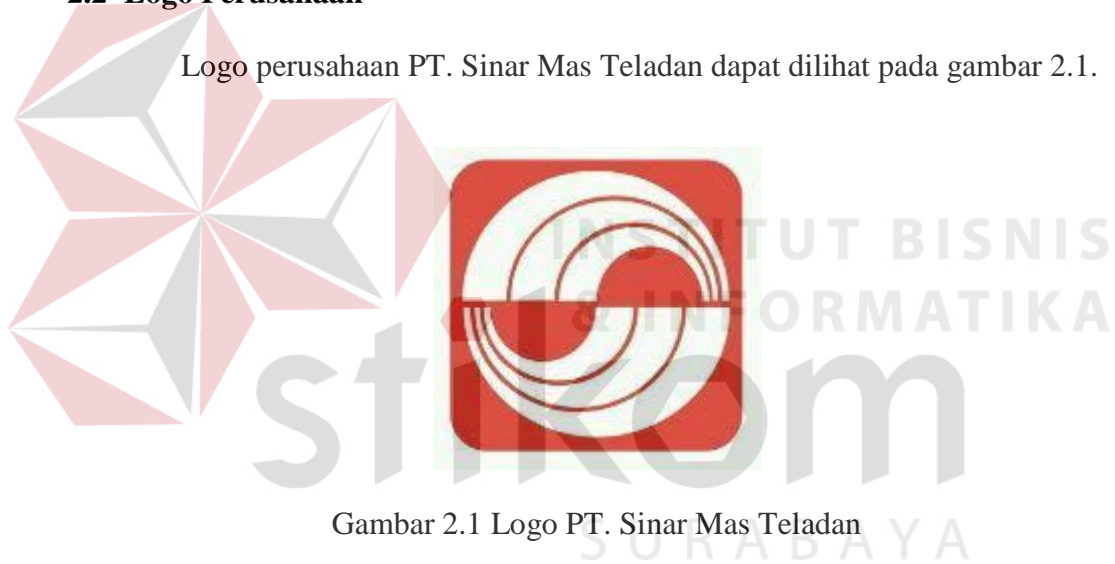 2.2 Logo Perusahaan
Logo perusahaan PT. Sinar Mas Teladan dapat dilihat pada gambar 2.1.
INSTITUT BISNIS
& INFORMATIKA
stikom
Gambar 2.1 Logo PT. Sinar Mas Teladan
SURABAYA